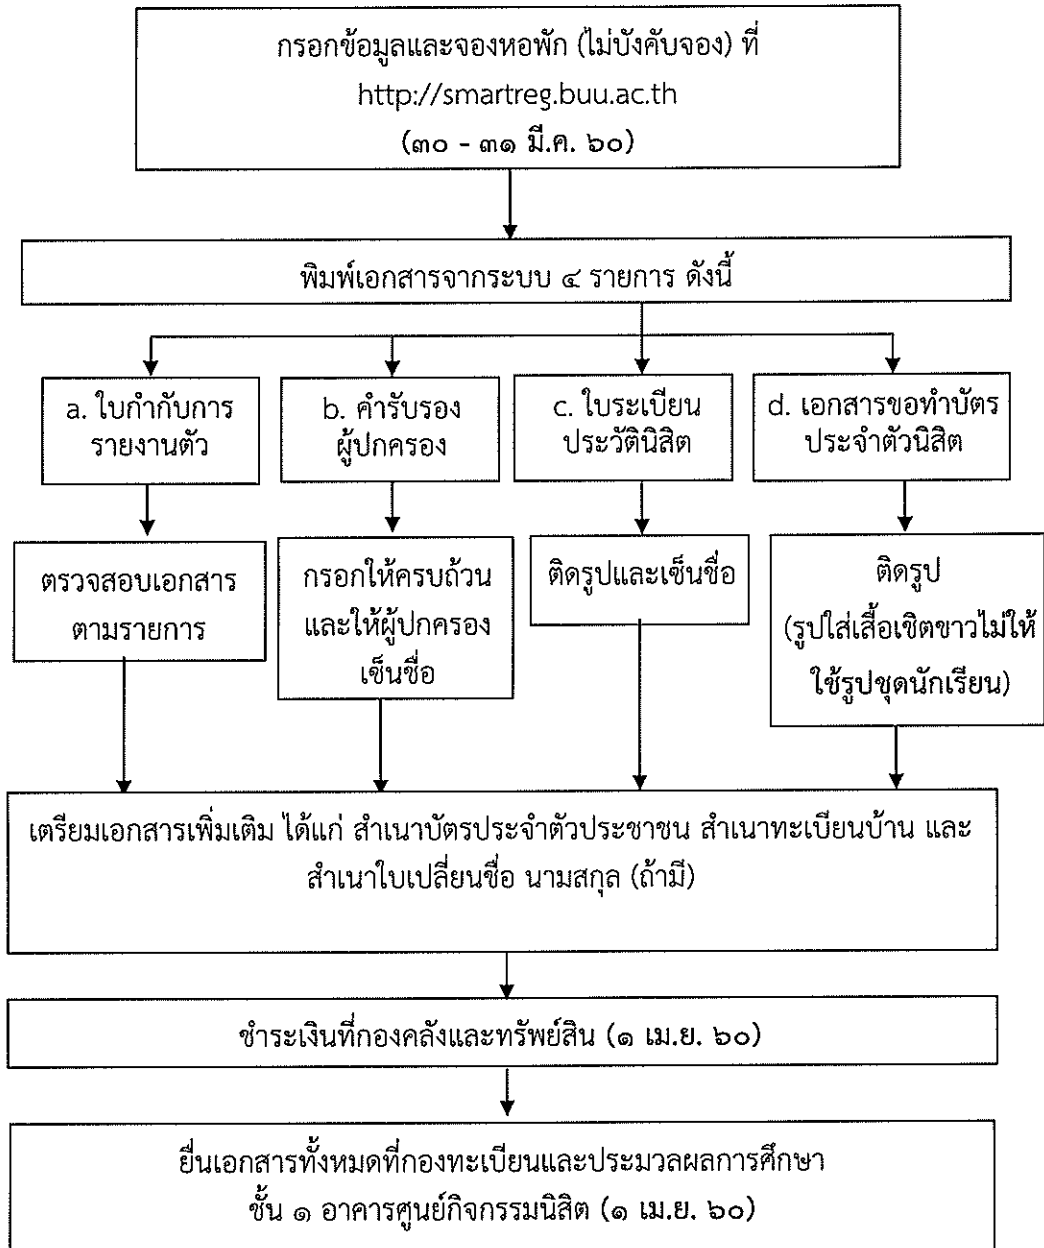 กรอกข้อมูลและจองหอพัก (ไม่บังคับจอง) ที่
http://smartreg.buu.ac.th
(๓๐ - ๓๑ มี.ค. ๖๐)
พิมพ์เอกสารจากระบบ ๔ รายการ ดังนี้
a. ใบกำกับการ
รายงานตัว
b. คำรับรอง
ผู้ปกครอง
c. ใบระเบียน
ประวัตินิสิต
d. เอกสารขอทำบัตร
ประจำตัวนิสิต
ตรวจสอบเอกสาร
ตามรายการ
กรอกให้ครบถ้วน
และให้ผู้ปกครอง
เซ็นชื่อ
ติดรูปและเซ็นชื่อ
ติดรูป
(รูปใส่เสื้อเชิตขาวไม่ให้
ใช้รูปชุดนักเรียน)
เตรียมเอกสารเพิ่มเติม ได้แก่ สำเนาบัตรประจำตัวประชาชน สำเนาทะเบียนบ้าน และ
สำเนาใบเปลี่ยนชื่อ นามสกุล (ถ้ามี)
ชำระเงินที่กองคลังและทรัพย์สิน (๑ เม.ย. ๖๐)
ยื่นเอกสารทั้งหมดที่กองทะเบียนและประมวลผลการศึกษา
ชั้น ๑ อาคารศูนย์กิจกรรมนิสิต (๑ เม.ย. ๖๐)